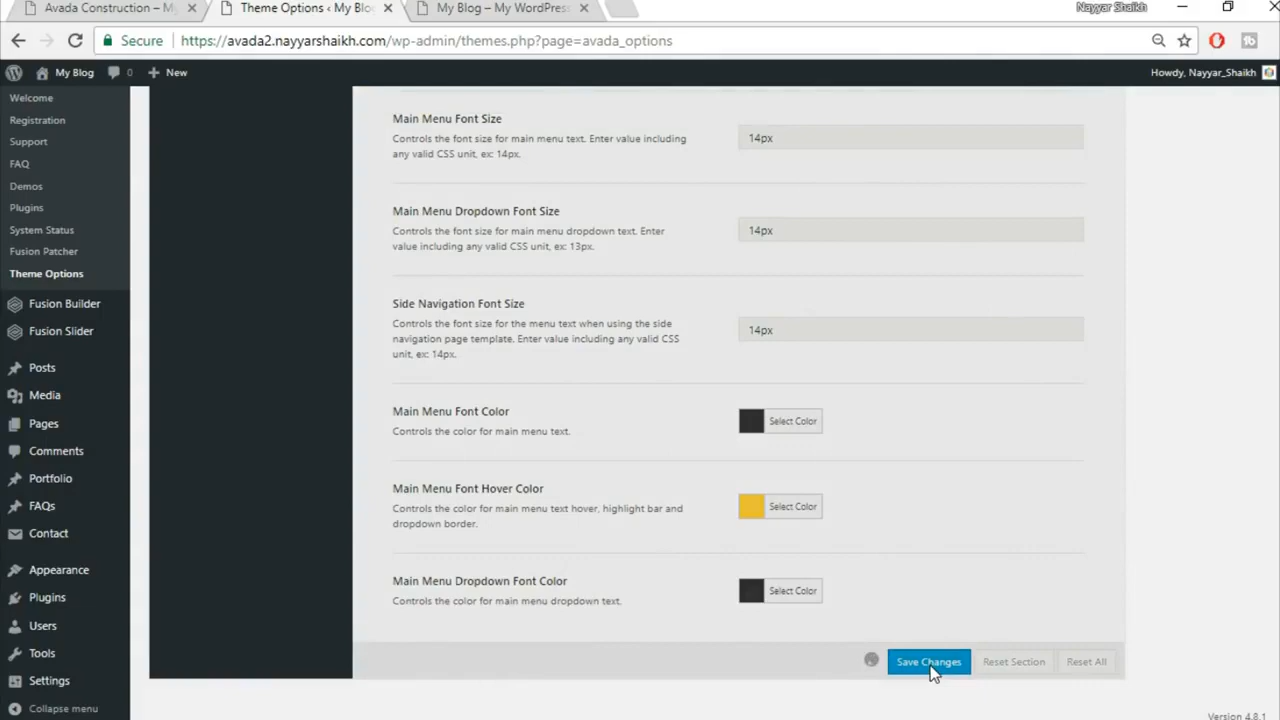 Avada Construction – My
Theme Options ‹ My Blo
My Blog – My WordPress
Nayyar Shaikh
Secure
https://avada2.nayyarshaikh.com/wp-admin/themes.php?page=avada_options
My Blog
0
New
Howdy, Nayyar_Shaikh
Welcome
Registration
Support
FAQ
Demos
Plugins
System Status
Fusion Patcher
Theme Options
Fusion Builder
Fusion Slider
Posts
Media
Pages
Comments
Portfolio
FAQs
Contact
Appearance
Plugins
Users
Tools
Settings
Collapse menu
Main Menu Font Size
Controls the font size for main menu text. Enter value including
any valid CSS unit, ex: 14px.
14px
Main Menu Dropdown Font Size
Controls the font size for main menu dropdown text. Enter
value including any valid CSS unit, ex: 13px.
14px
Side Navigation Font Size
Controls the font size for the menu text when using the side
navigation page template. Enter value including any valid CSS
unit, ex: 14px.
14px
Main Menu Font Color
Controls the color for main menu text.
Select Color
Main Menu Font Hover Color
Controls the color for main menu text hover, highlight bar and
dropdown border.
Select Color
Main Menu Dropdown Font Color
Controls the color for main menu dropdown text.
Select Color
Save Changes
Reset Section
Reset All
Version 4.8.1